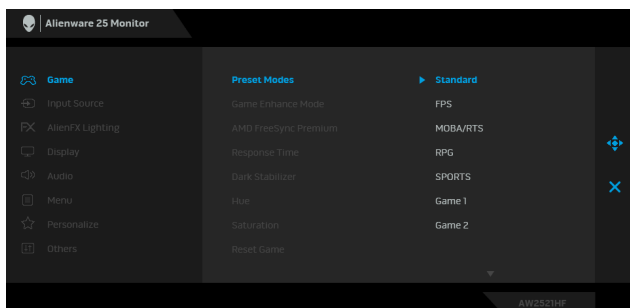 Alienware 25 Monitor
Game Preset Modes Standard
Input Source Game Enhance Mode FPS
FX AlienFX Lighting AMD FreeSync Premium MOBA/RTS
Display Response Time RPG
Audio Dark Stabilizer SPORTS
Menu Hue Game 1
Personalize Saturation Game 2
Others Reset Game
AW2521HF